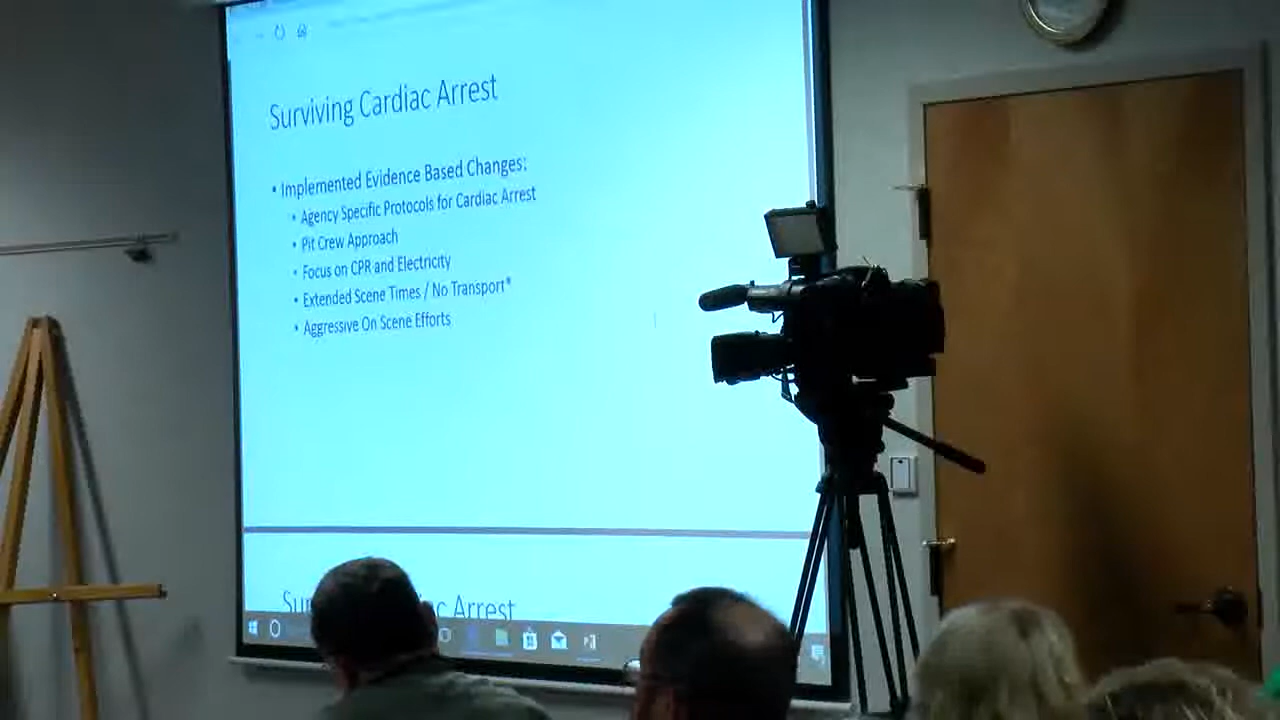 Surviving Cardiac Arrest
• Implemented Evidence Based Changes:
• Agency Specific Protocols for Cardiac Arrest
• Pit Crew Approach
• Focus on CPR and Electricity
• Extended Scene Times / No Transport*
• Aggressive On Scene Efforts
Arrest